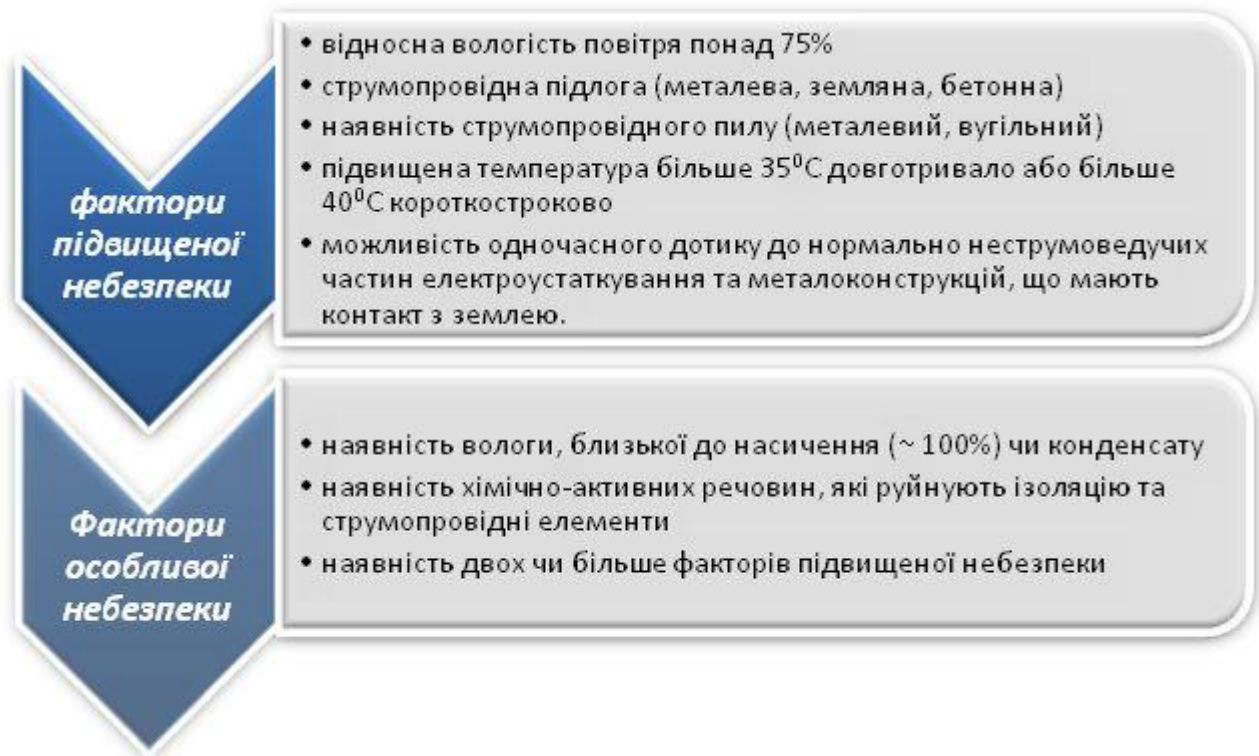 фактори
підвищеної
небезпеки
• відносна вологість повітря понад 75%
• струмопровідна підлога (металева, земляна, бетонна)
• наявність струмопровідного пилу (металевий, вугільний)
• підвищена температура більше 35⁰С довготривало або більше
40⁰С короткостроково
• можливість одночасного дотику до нормально неструмоведучих
частин електроустаткування та металоконструкцій, що мають
контакт з землею.
Фактори
особливої
небезпеки
• наявність вологи, близької до насичення (~ 100%) чи конденсату
• наявність хімічно-активних речовин, які руйнують ізоляцію та
струмопровідні елементи
• наявність двох чи більше факторів підвищеної небезпеки